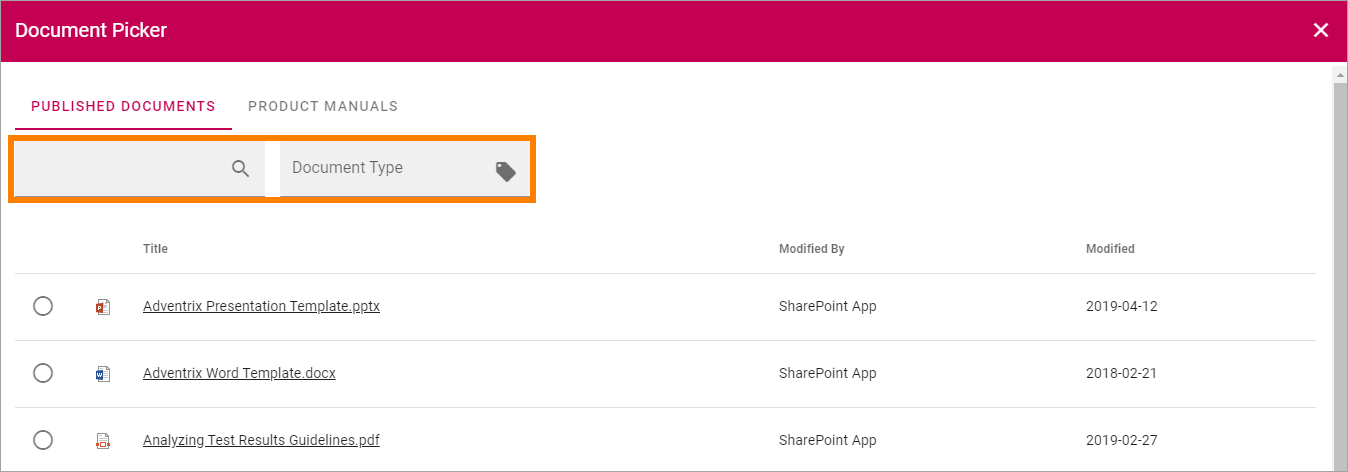 Document Picker
PUBLISHED DOCUMENTS PRODUCT MANUALS
Document Type
Title Modified By Modified
Adventrix Presentation Template.pptx SharePoint App 2019-04-12
Adventrix Word Template.docx SharePoint App 2018-02-21
Analyzing Test Results Guidelines.pdf SharePoint App 2019-02-27